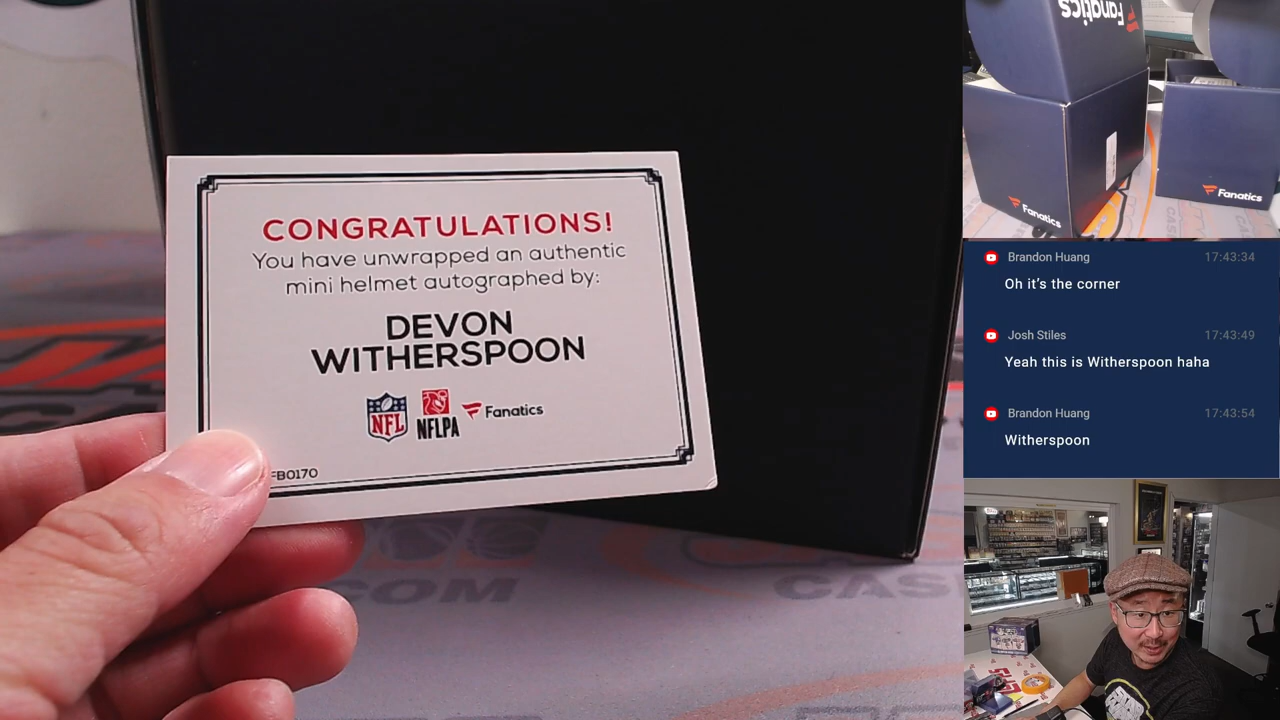 CONGRATULATIONS!
You have unwrapped an authentic
mini helmet autographed by:
DEVON
WITHERSPOON
NFL
NFLPA
Fanatics
FB0170
COM
CAS
Fanatics
Fanatics
Fanatics
Brandon Huang 17:43:34
Oh it's the corner
Josh Stiles 17:43:49
Yeah this is Witherspoon haha
Brandon Huang 17:43:54
Witherspoon